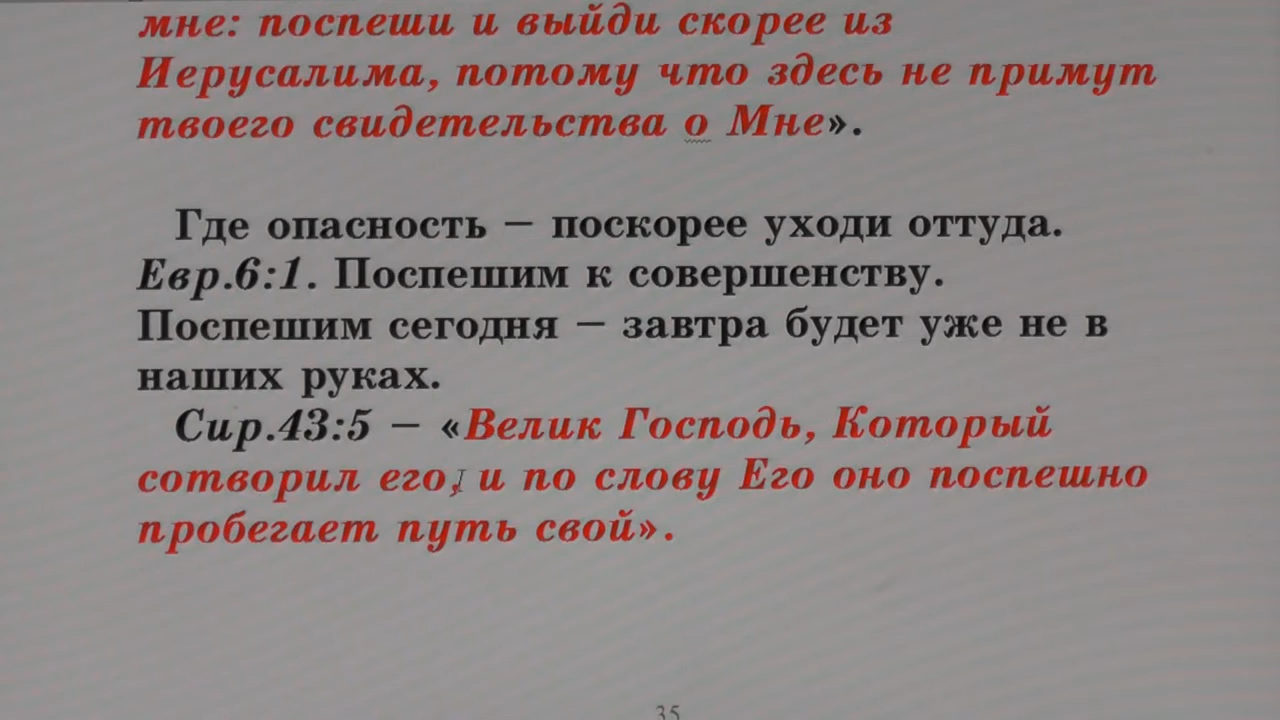 мне: поспеши и выйди скорее из
Иерусалима, потому что здесь не примут
твоего свидетельства о Мне».
Где опасность – поскорее уходи оттуда.
Евр.6:1. Поспешим к совершенству.
Поспешим сегодня – завтра будет уже не в
наших руках.
Сир.43:5 – «Велик Господь, Который
сотворил его, и по слову Его оно поспешно
пробегает путь свой».
35